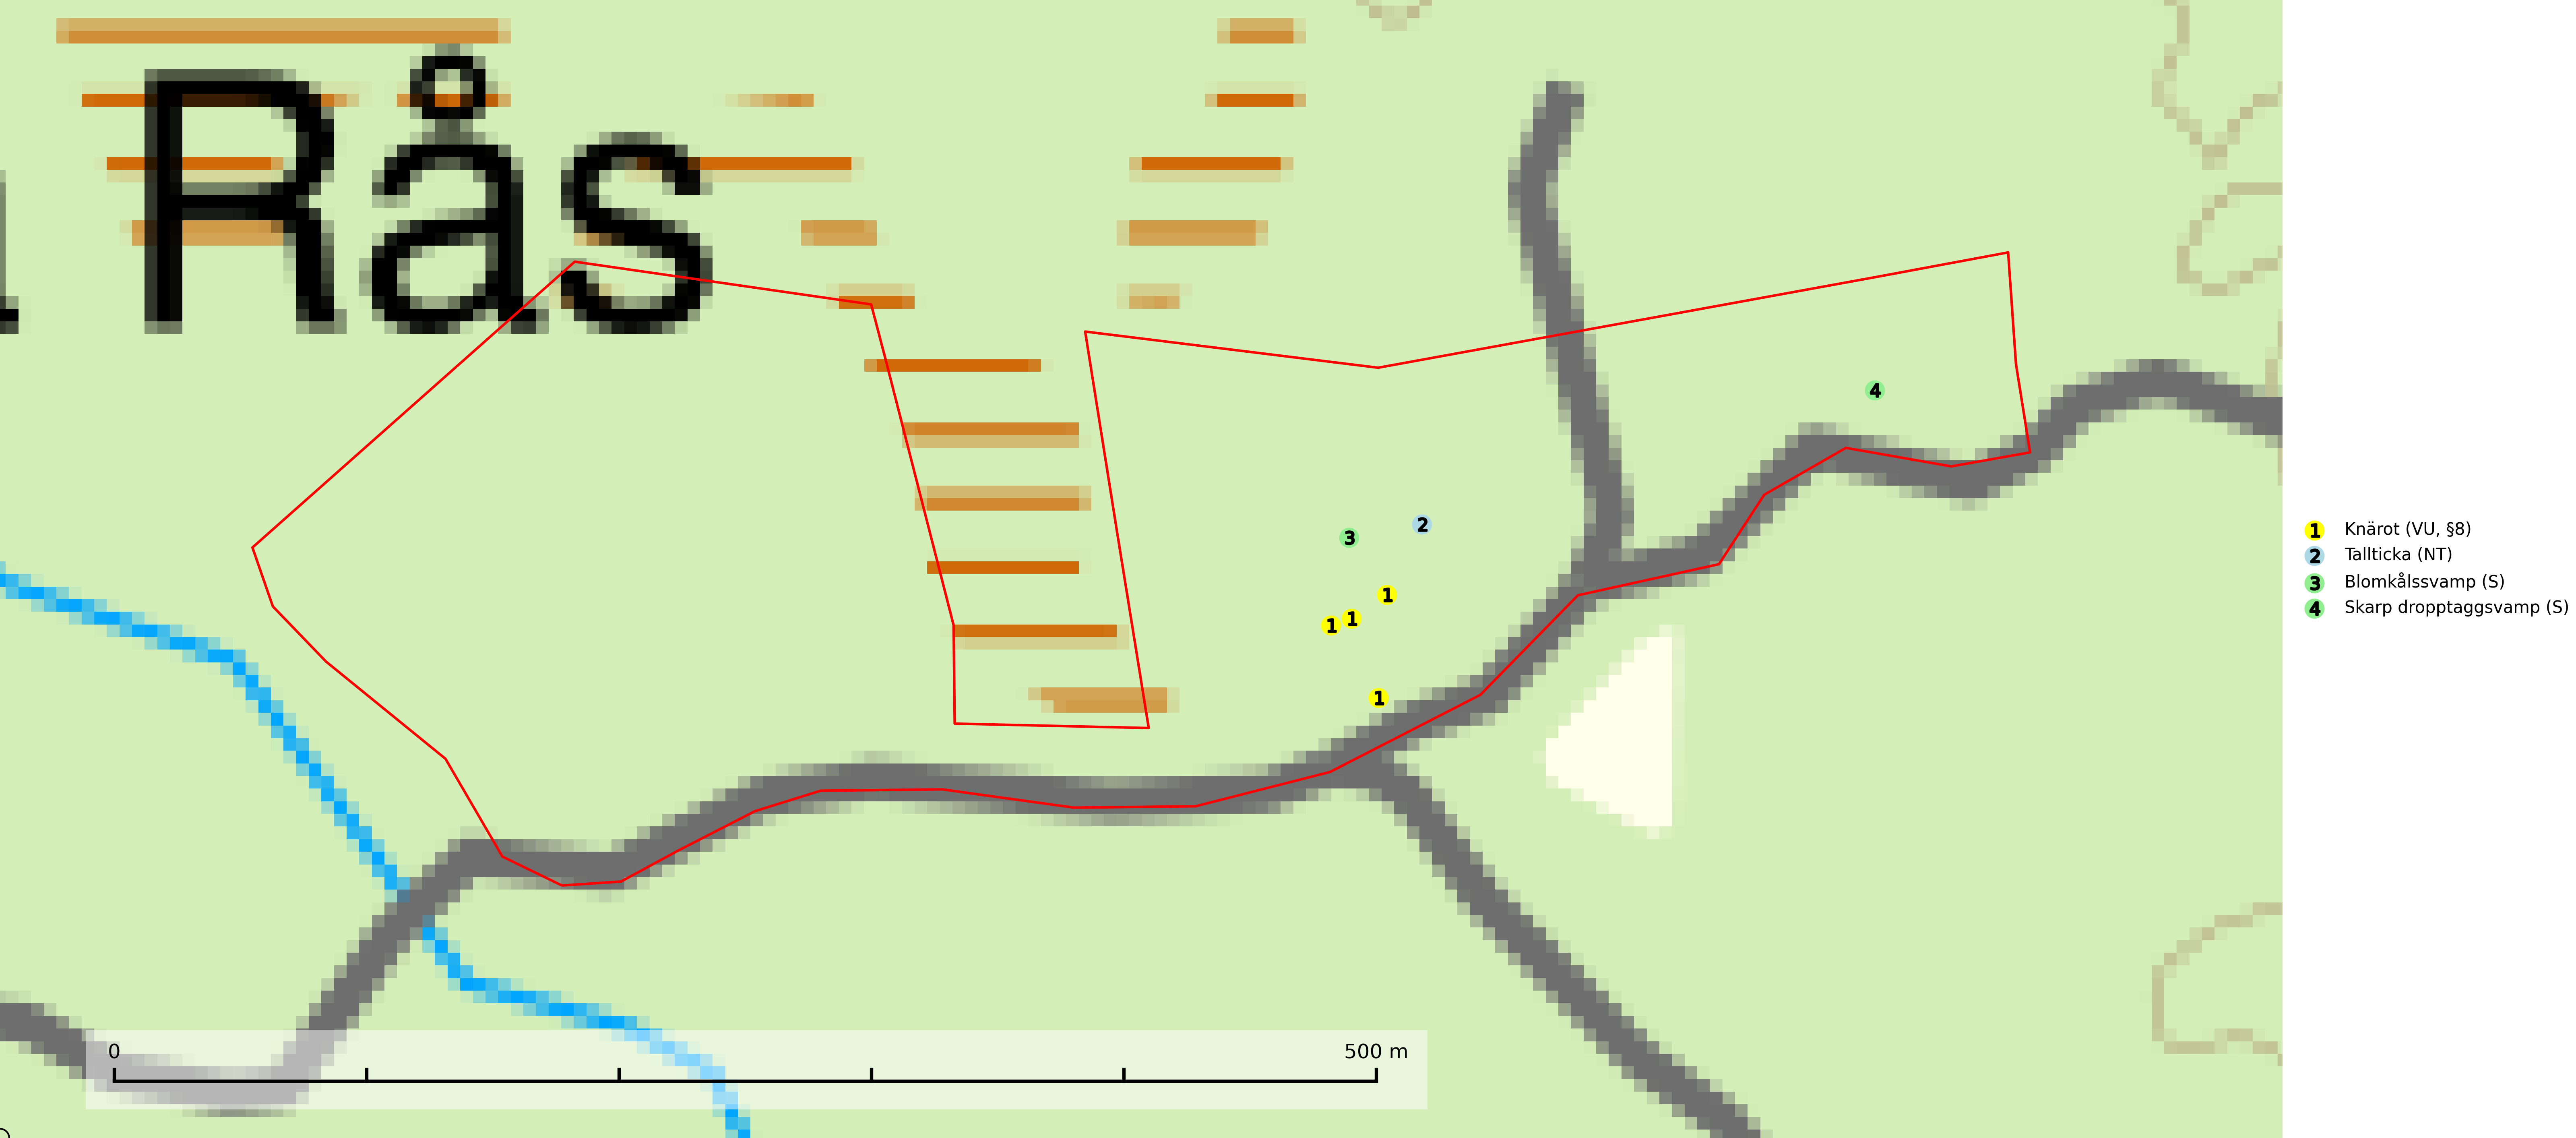 Rås
4
2
3
1
1
1
1
0
500 m
1 Knärot (VU, §8)
2 Tallticka (NT)
3 Blomkålssvamp (S)
4 Skarp dropptaggsvamp (S)